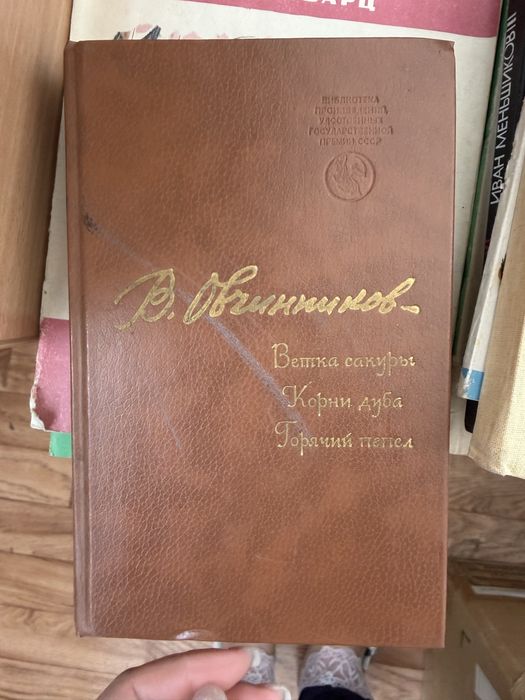 ВАРЦ
БИБЛИОТЕКА
ПРОИЗВЕДЕНИЙ,
УДОСТОЕННЫХ
ГОСУДАРСТВЕННОЙ
ПРЕМИИ СССР
В. Овчинников
Ветка сакуры
Корни дуба
Горячий пепел
ИВАН МЕНЬШИКОВ